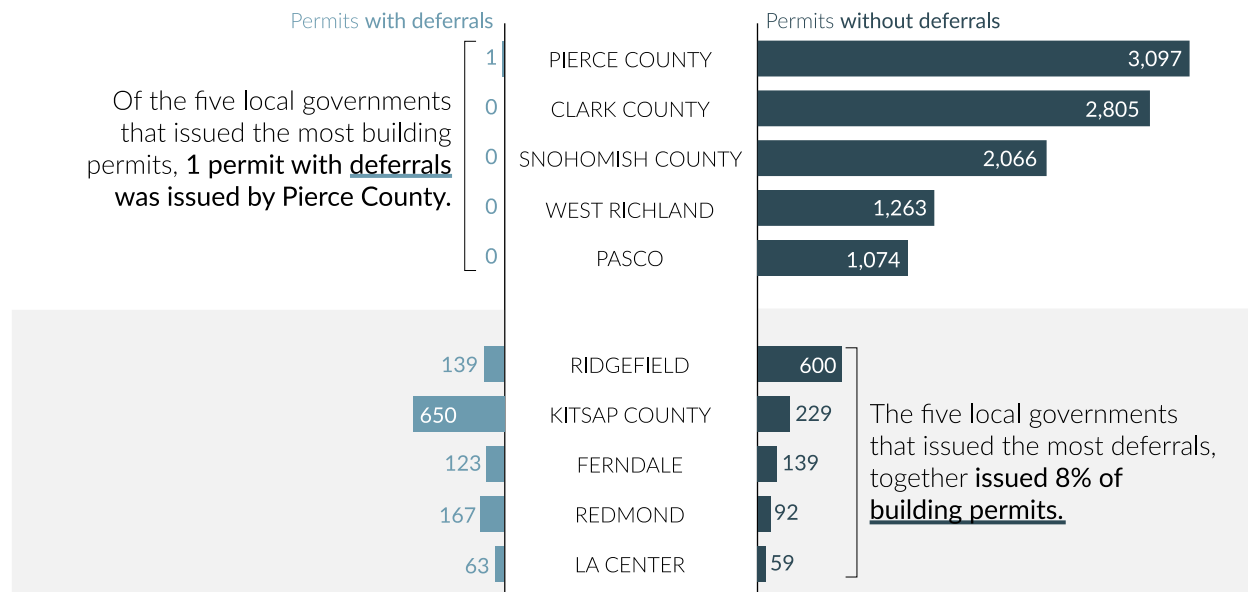 Permits with deferrals
Permits without deferrals
1 PIERCE COUNTY 3,097
0 CLARK COUNTY 2,805
0 SNOHOMISH COUNTY 2,066
0 WEST RICHLAND 1,263
0 PASCO 1,074
Of the five local governments
that issued the most building
permits, 1 permit with deferrals
was issued by Pierce County.
139 RIDGEFIELD 600
650 KITSAP COUNTY 229
123 FERNDALE 139
167 REDMOND 92
63 LA CENTER 59
The five local governments
that issued the most deferrals,
together issued 8% of
building permits.